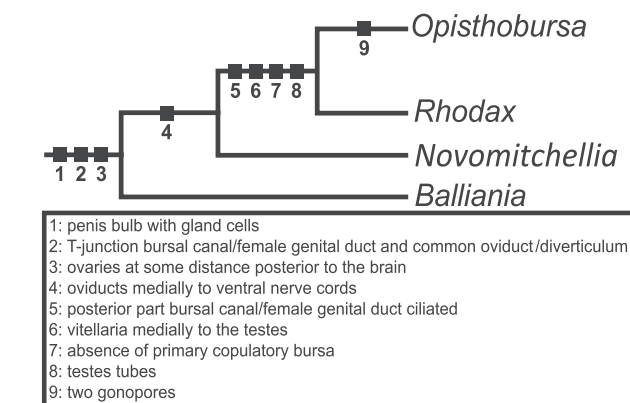 Opisthobursa
9
5 6 7 8
Rhodax
4
Novomitchellia
1 2 3
Balliania
1: penis bulb with gland cells
2: T-junction bursal canal/female genital duct and common oviduct/diverticulum
3: ovaries at some distance posterior to the brain
4: oviducts medially to ventral nerve cords
5: posterior part bursal canal/female genital duct ciliated
6: vitellaria medially to the testes
7: absence of primary copulatory bursa
8: testes tubes
9: two gonopores